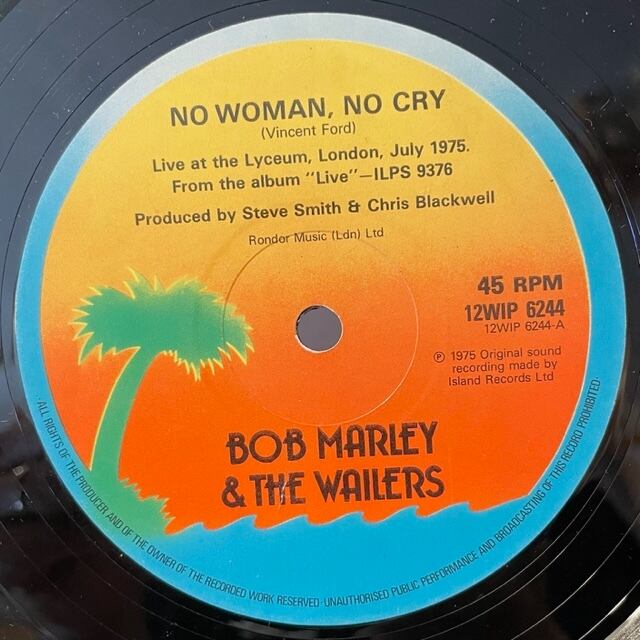 NO WOMAN, NO CRY
(Vincent Ford)
Live at the Lyceum, London, July 1975.
From the album "Live"—ILPS 9376
Produced by Steve Smith & Chris Blackwell
Rondor Music (Ldn) Ltd
45 RPM
12WIP 6244
12WIP 6244-A
℗ 1975 Original sound
recording made by
Island Records Ltd
BOB MARLEY
& THE WAILERS
·ALL RIGHTS OF THE PRODUCER AND OF THE OWNER OF THE RECORDED WORK RESERVED·UNAUTHORISED PUBLIC PERFORMANCE AND BROADCASTING OF THIS RECORD PROHIBITED·